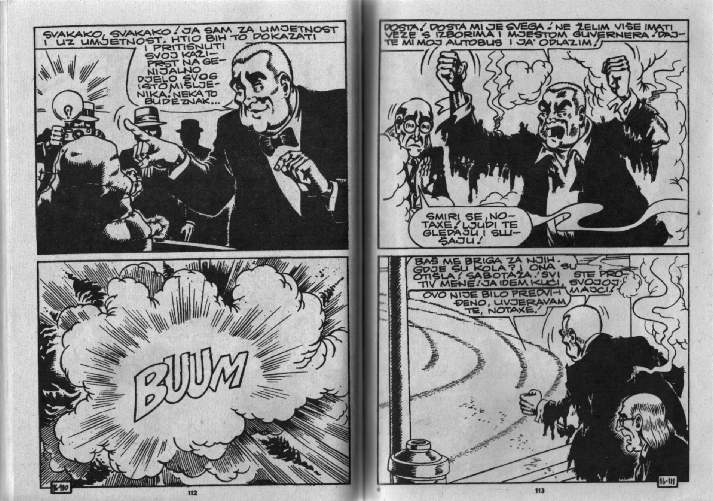 SVAKAKO, SVAKAKO! JA SAM ZA UMJETNOST
I UZ UMJETNOST. HTIO BIH TO DOKAZATI
I PRITISNUTI
SVOJ KAŽI-
PRST NA GE-
NIJALNO
DJELO SVOG
ISTOMIŠLJE-
NIKA! NEKA TO
BUDE ZNAK...
BUUM
112
DOSTA! DOSTA MI JE SVEGA! NE ŽELIM VIŠE IMATI
VEZE S IZBORIMA I MJESTOM GUVERNERA! DAJ-
TE MI MOJ AUTOBUS I JA ODLAZIM!
SMIRI SE, NO-
TAXE! LJUDI TE
GLEDAJU I SLU-
ŠAJU!
BAŠ ME BRIGA ZA NJIH.
GDJE SU KOLA? I ONA SU
OTIŠLA! SABOTAŽA! SVI STE PRO-
TIV MENE! JA IDEM KUĆI, SVOJOJ
MAJCI!
OVO NIJE BILO PREDVI-
ĐENO, UVJERAVAM
TE, NOTAXE!
113